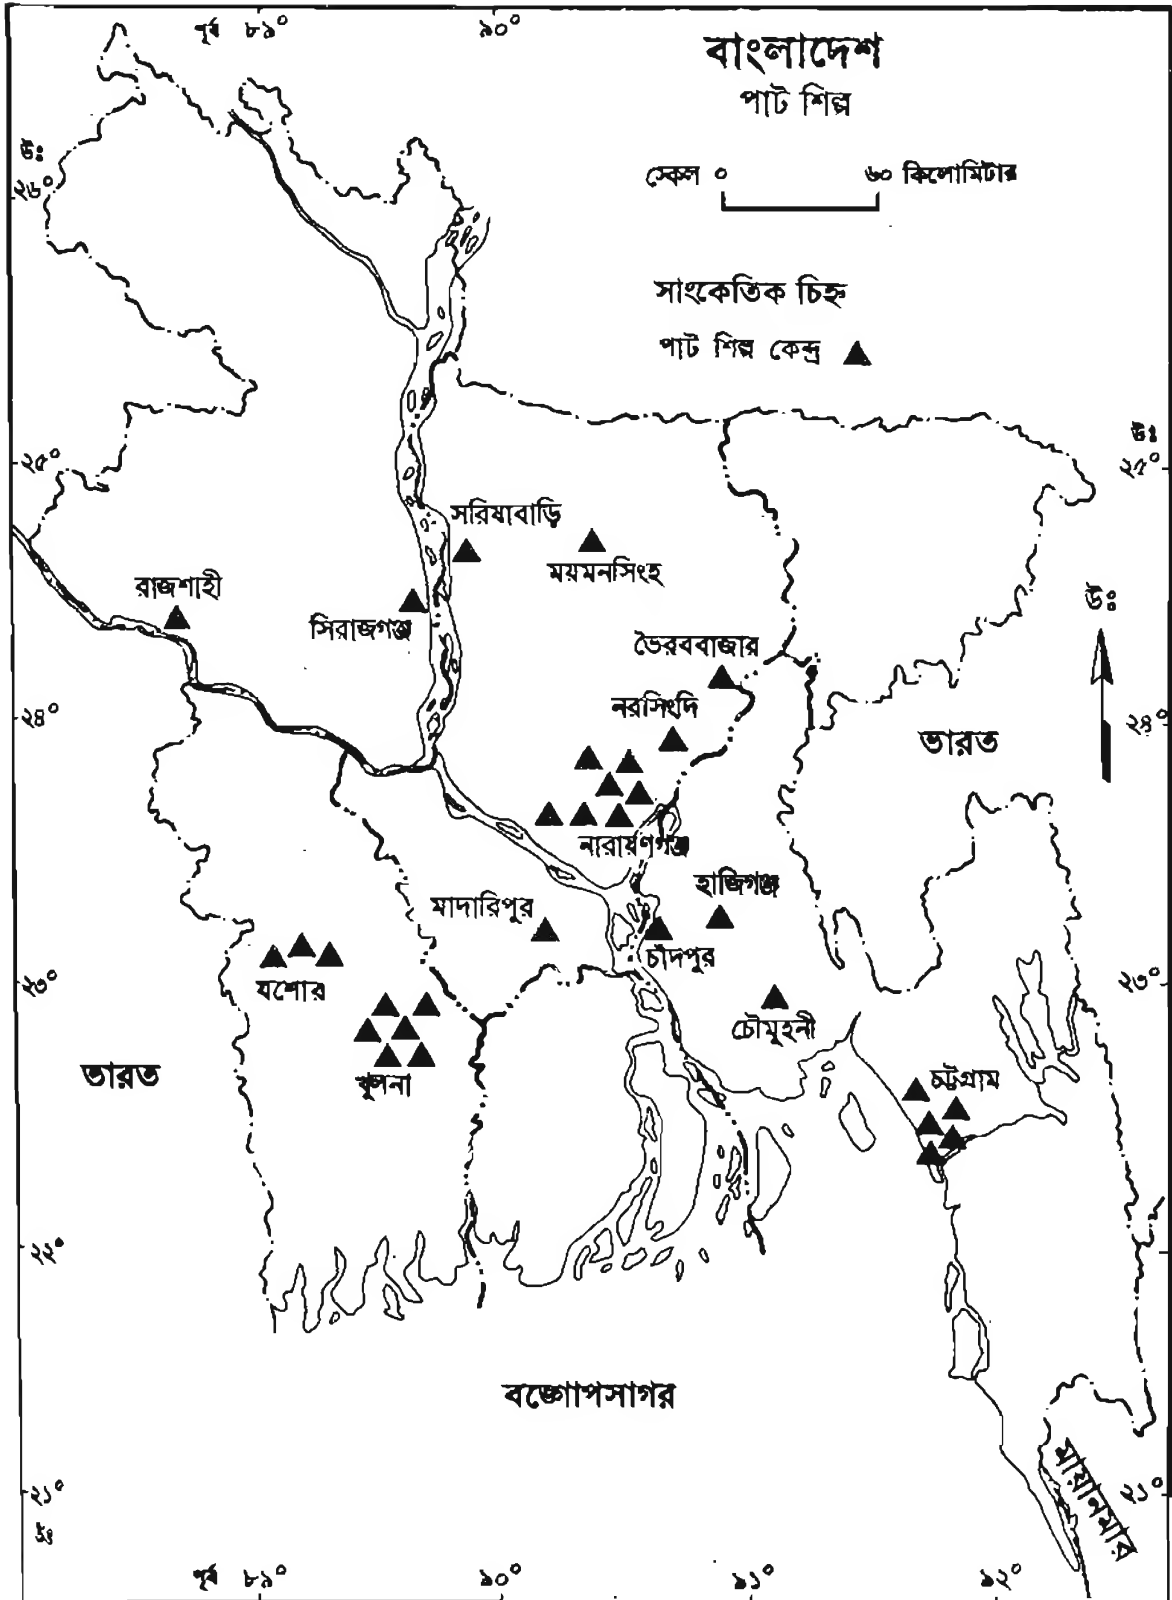 পূর্ব ৮৯° ৯০°
বাংলাদেশ
পাট শিল্প
উঃ
২৬°
স্কেল ০ ৬০ কিলোমিটার
সাংকেতিক চিহ্ন
পাট শিল্প কেন্দ্র ▲
উঃ
২৫° ২৫°
সরিষাবাড়ি
ময়মনসিংহ
রাজশাহী
সিরাজগঞ্জ
উঃ
ভৈরববাজার
নরসিংদি
২৪° ২৪°
ভারত
নারায়ণগঞ্জ
হাজিগঞ্জ
মাদারিপুর
চাঁদপুর
২৩° ২৩°
যশোর
চৌমুহনী
ভারত
খুলনা
চট্টগ্রাম
২২°
বঙ্গোপসাগর
মায়ানমার
২১° ২১°
উঃ
পূর্ব ৮৯° ৯০° ৯১° ৯২°